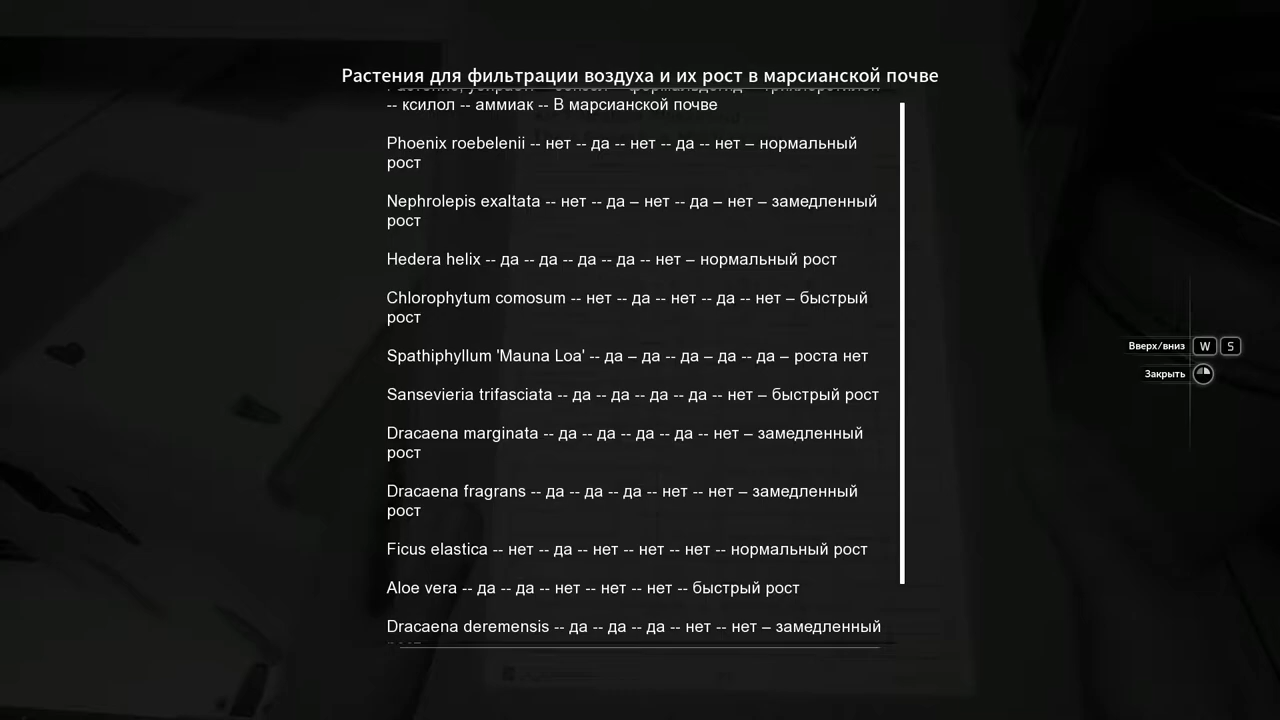 Растения для фильтрации воздуха и их рост в марсианской почве
-- ксилол -- аммиак -- В марсианской почве
Phoenix roebelenii -- нет -- да -- нет -- да -- нет – нормальный
рост
Nephrolepis exaltata -- нет -- да – нет -- да – нет – замедленный
рост
Hedera helix -- да -- да -- да -- да -- нет – нормальный рост
Chlorophytum comosum -- нет -- да -- нет -- да -- нет – быстрый
рост
Spathiphyllum 'Mauna Loa' -- да – да -- да – да -- да – роста нет
Sansevieria trifasciata -- да -- да -- да -- да -- нет – быстрый рост
Dracaena marginata -- да -- да -- да -- да -- нет – замедленный
рост
Dracaena fragrans -- да -- да -- да -- нет -- нет – замедленный
рост
Ficus elastica -- нет -- да -- нет -- нет -- нет -- нормальный рост
Aloe vera -- да -- да -- нет -- нет -- нет -- быстрый рост
Dracaena deremensis -- да -- да -- да -- нет -- нет – замедленный
Вверх/вниз W S
Закрыть